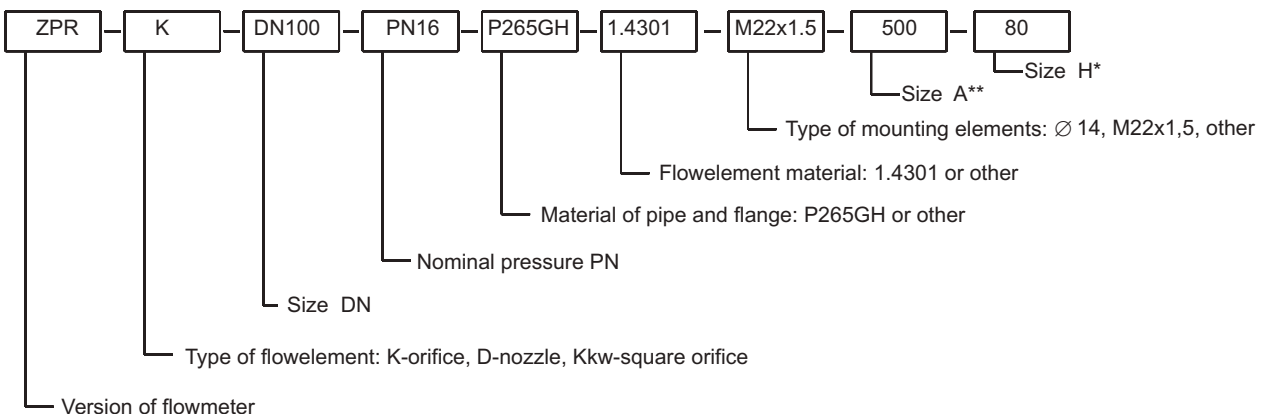 ZPR – K – DN100 – PN16 – P265GH – 1.4301 – M22x1.5 – 500 – 80
Size H*
Size A**
Type of mounting elements: ∅ 14, M22x1,5, other
Flowelement material: 1.4301 or other
Material of pipe and flange: P265GH or other
Nominal pressure PN
Size DN
Type of flowelement: K-orifice, D-nozzle, Kkw-square orifice
Version of flowmeter